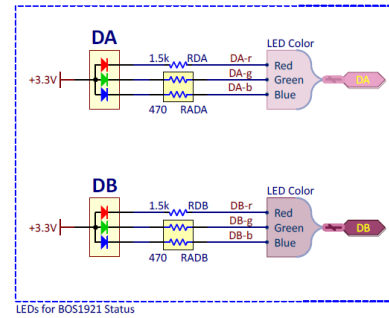 DA
LED Color
1.5k RDA DA-r Red
+3.3V DA-g Green DA
DA-b Blue
470 RADA
DB
LED Color
1.5k RDB DB-r Red
+3.3V DB-g Green DB
DB-b Blue
470 RADB
LEDs for BOS1921 Status